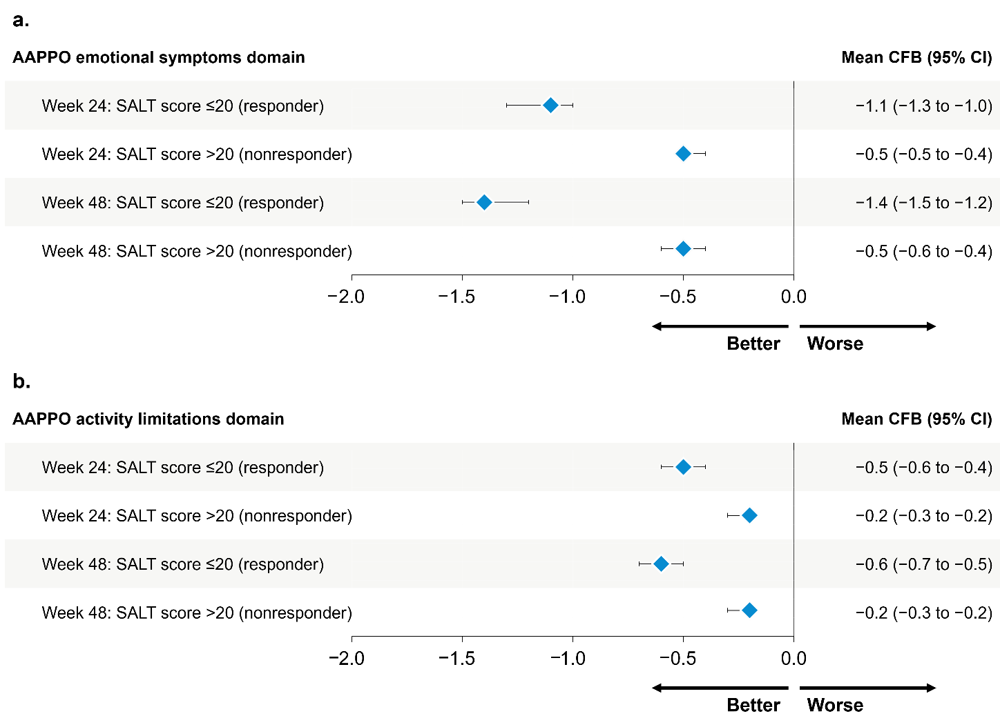 a.
AAPPO emotional symptoms domain Mean CFB (95% CI)
Week 24: SALT score ≤20 (responder) −1.1 (−1.3 to −1.0)
Week 24: SALT score >20 (nonresponder) −0.5 (−0.5 to −0.4)
Week 48: SALT score ≤20 (responder) −1.4 (−1.5 to −1.2)
Week 48: SALT score >20 (nonresponder) −0.5 (−0.6 to −0.4)
−2.0 −1.5 −1.0 −0.5 0.0
Better Worse
b.
AAPPO activity limitations domain Mean CFB (95% CI)
Week 24: SALT score ≤20 (responder) −0.5 (−0.6 to −0.4)
Week 24: SALT score >20 (nonresponder) −0.2 (−0.3 to −0.2)
Week 48: SALT score ≤20 (responder) −0.6 (−0.7 to −0.5)
Week 48: SALT score >20 (nonresponder) −0.2 (−0.3 to −0.2)
−2.0 −1.5 −1.0 −0.5 0.0
Better Worse